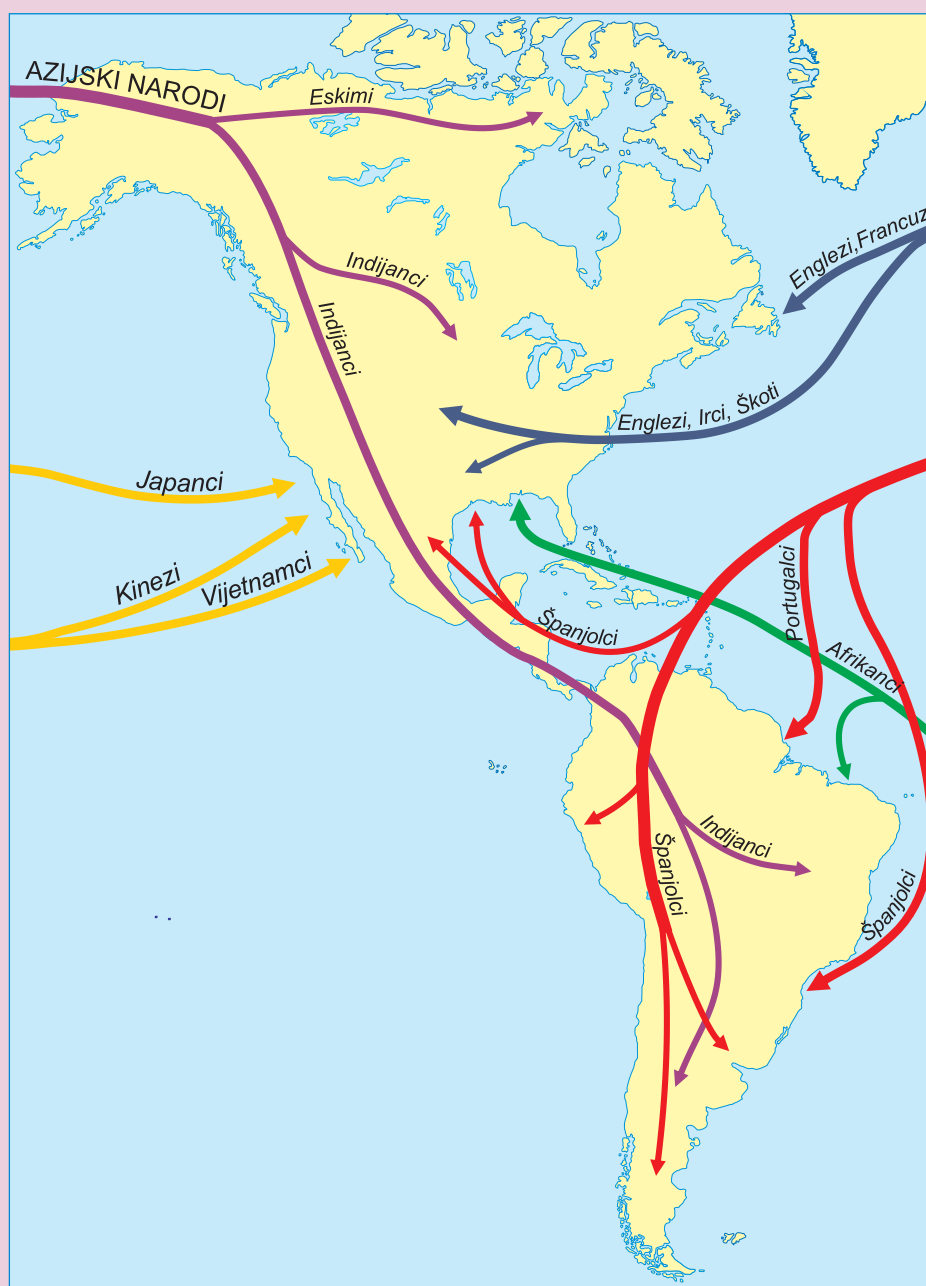 AZIJSKI NARODI
Eskimi
Englezi, Francuz
Indijanci
Indijanci
Englezi, Irci, Škoti
Japanci
Kinezi
Vijetnamci
Španjolci
Portugalci
Afrikanci
Indijanci
Španjolci
Španjolci